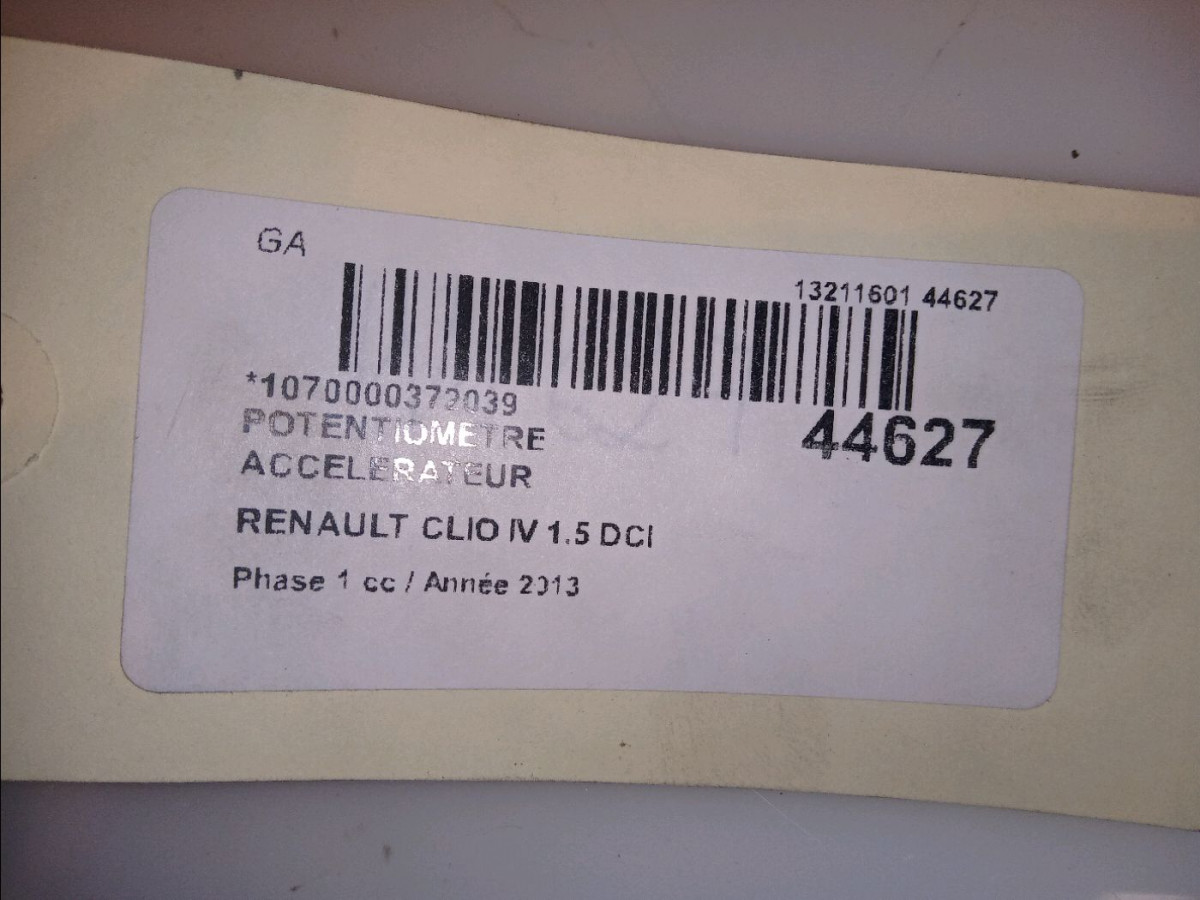 GA
13211601 44627
*1070000372039
44627
POTENTIOMETRE
ACCELERATEUR
RENAULT CLIO IV 1.5 DCI
Phase 1 cc / Année 2013